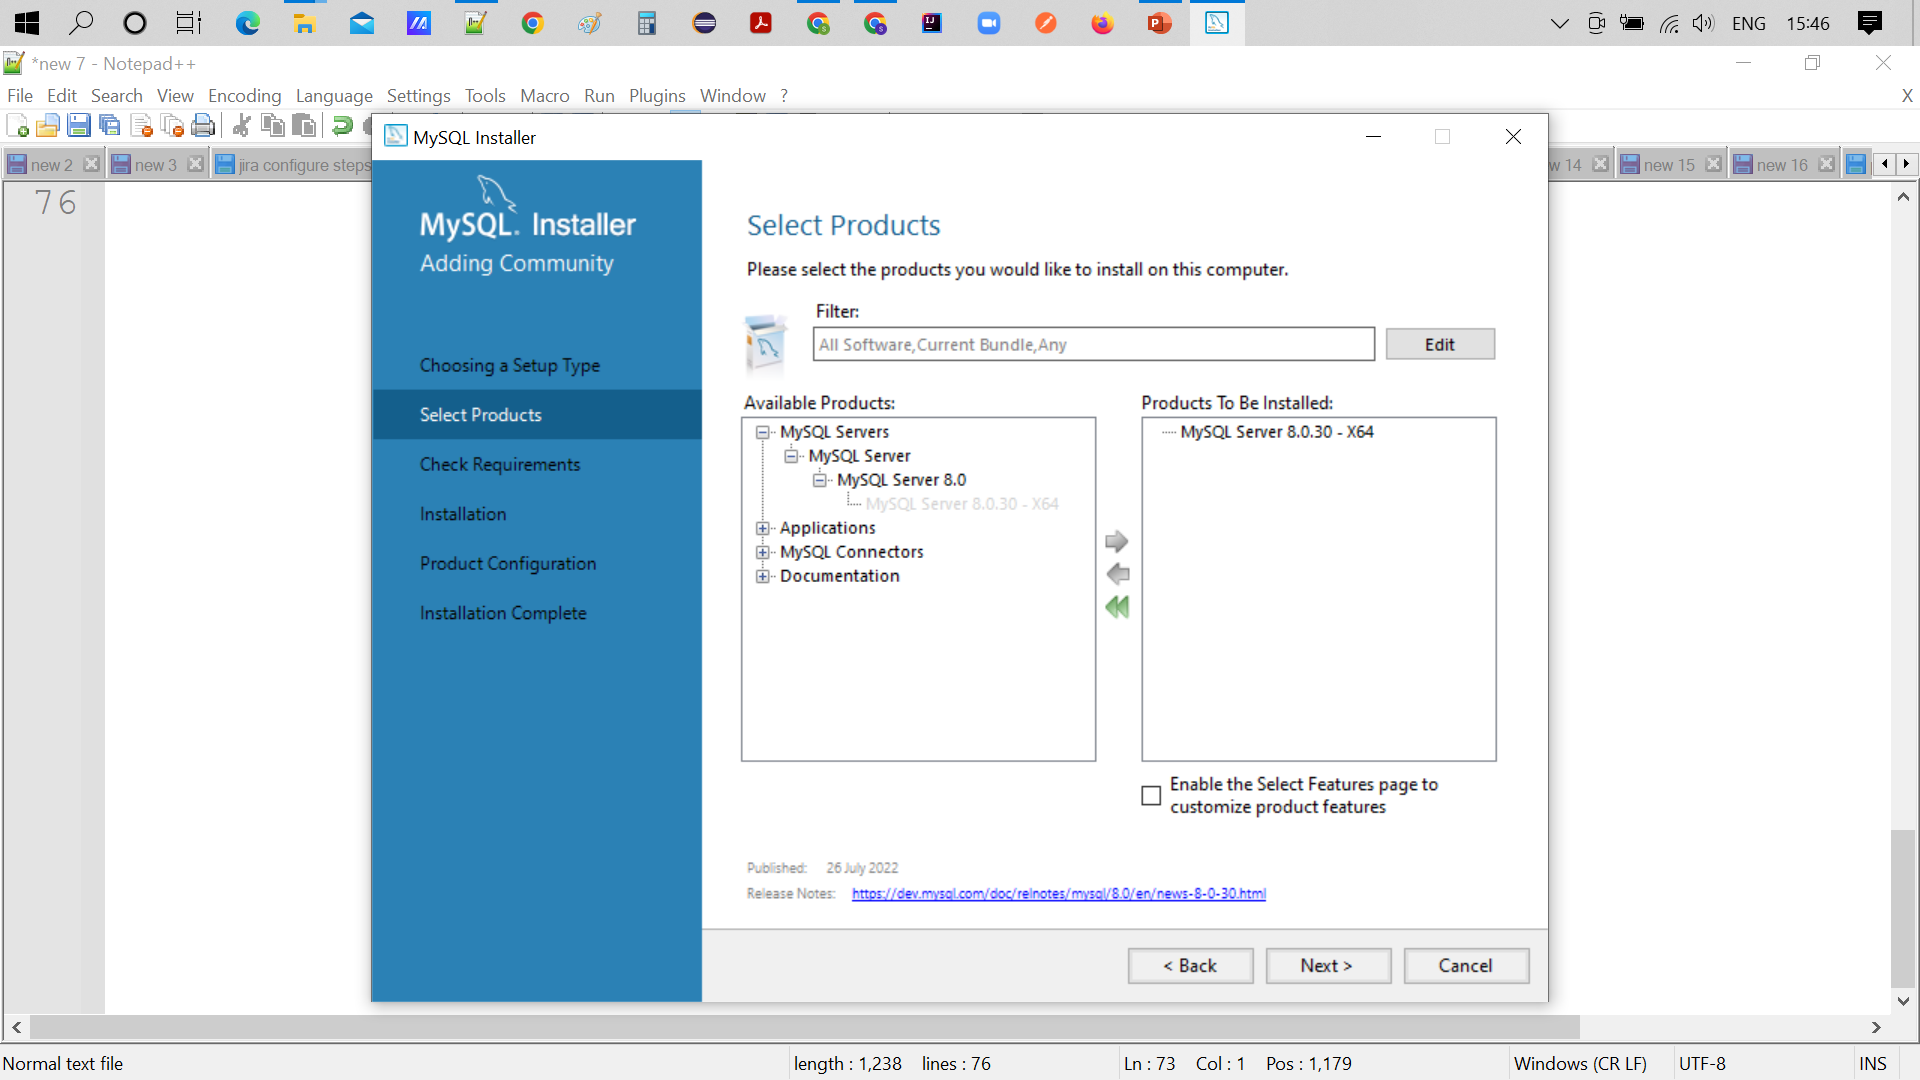 ENG 15:46
*new 7 - Notepad++
File Edit Search View Encoding Language Settings Tools Macro Run Plugins Window ? X
new 2 new 3 jira configure steps w 14 new 15 new 16
76
MySQL Installer
MySQL. Installer
Adding Community
Choosing a Setup Type
Select Products
Check Requirements
Installation
Product Configuration
Installation Complete
Select Products
Please select the products you would like to install on this computer.
Filter:
All Software,Current Bundle,Any
Edit
Available Products:
MySQL Servers
MySQL Server
MySQL Server 8.0
MySQL Server 8.0.30 - X64
Applications
MySQL Connectors
Documentation
Products To Be Installed:
MySQL Server 8.0.30 - X64
Enable the Select Features page to
customize product features
Published: 26 July 2022
Release Notes: https://dev.mysql.com/doc/relnotes/mysql/8.0/en/news-8-0-30.html
< Back Next > Cancel
Normal text file length : 1,238 lines : 76 Ln : 73 Col : 1 Pos : 1,179 Windows (CR LF) UTF-8 INS